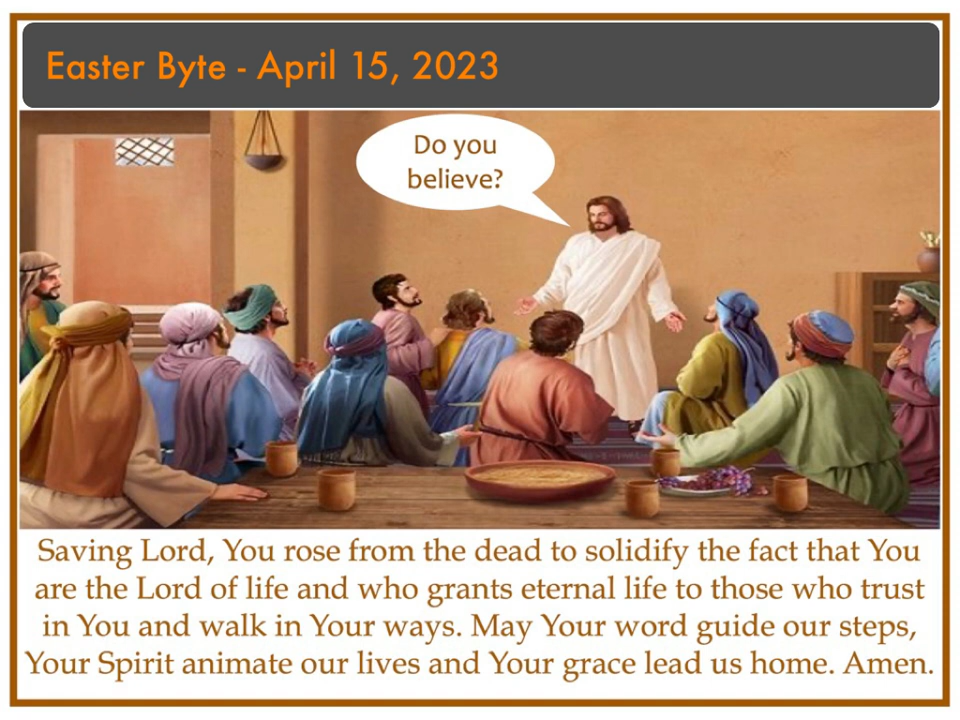 Easter Byte - April 15, 2023
Do you
believe?
Saving Lord, You rose from the dead to solidify the fact that You
are the Lord of life and who grants eternal life to those who trust
in You and walk in Your ways. May Your word guide our steps,
Your Spirit animate our lives and Your grace lead us home. Amen.